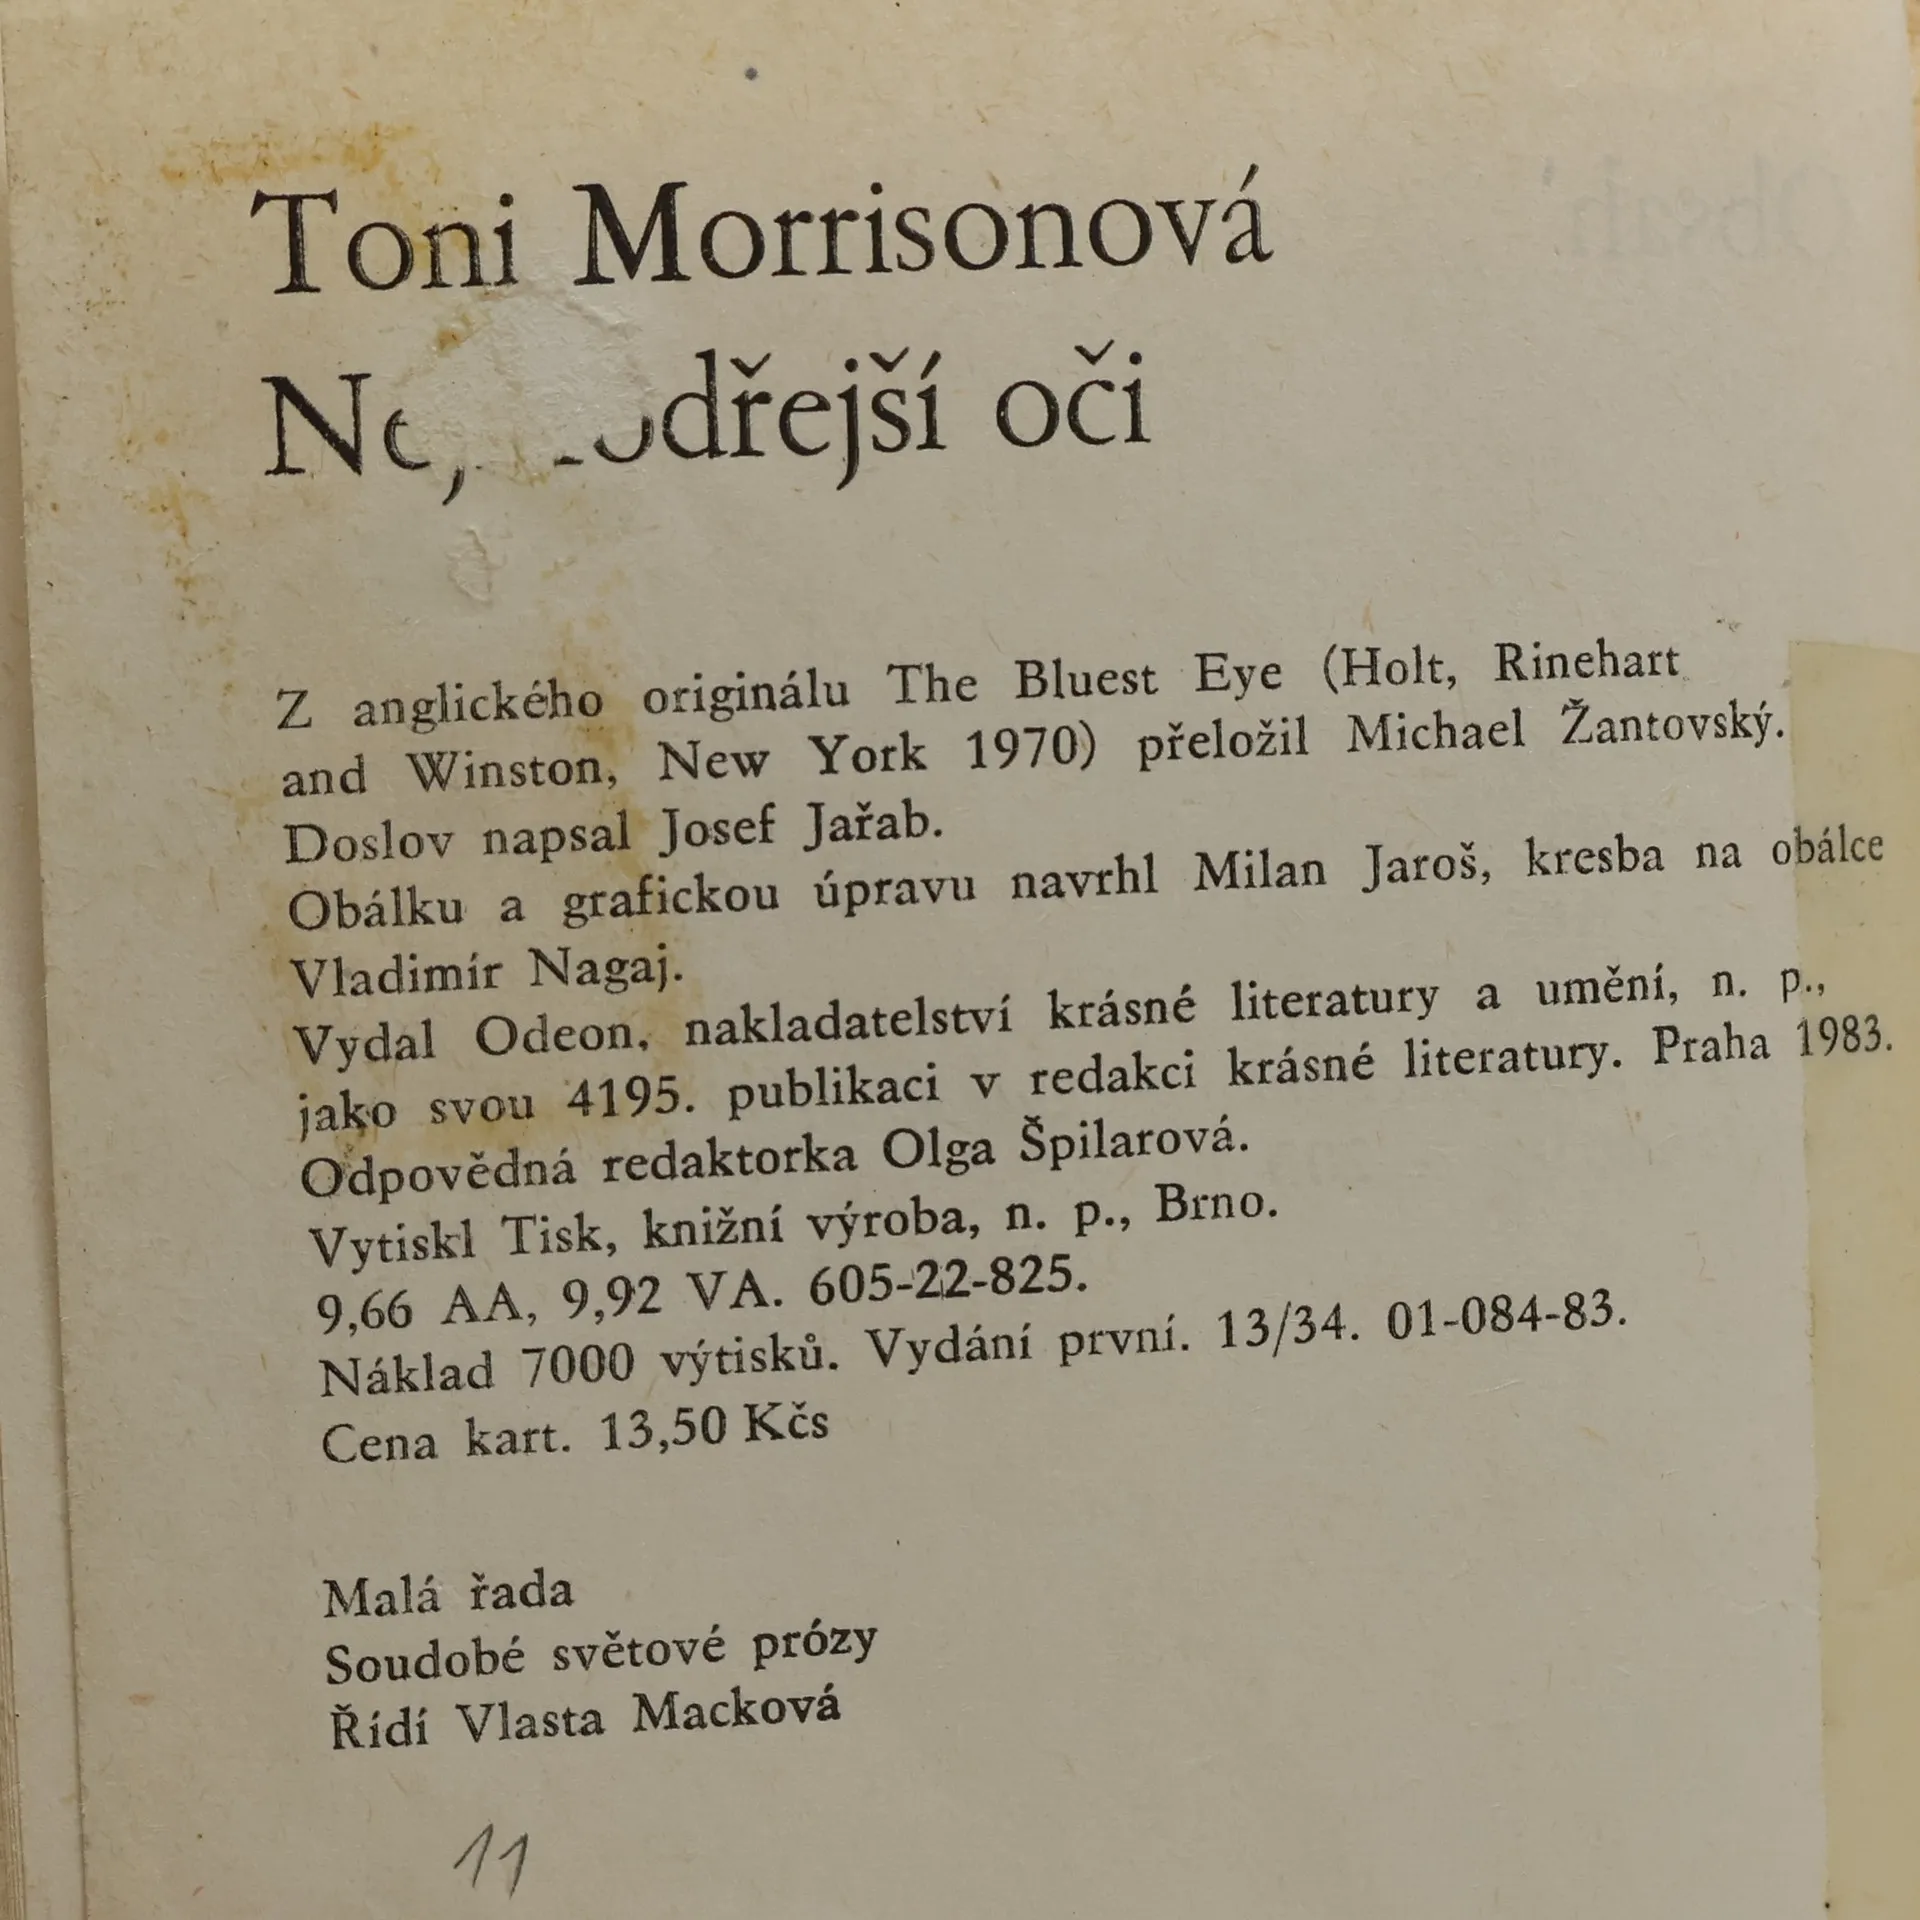 Toni Morrisonová
oči
Z anglického originálu The Bluest Eye (Holt, Rinehart
and Winston, New York 1970) přeložil Michael Žantovský.
Doslov napsal Josef Jařab.
Obálku a grafickou úpravu navrhl Milan Jaroš, kresba na obálce
Vladimír Nagaj.
Vydal Odeon, nakladatelství krásné literatury a umění, n. p.,
jako svou 4195. publikaci v redakci krásné literatury. Praha 1983.
Odpovědná redaktorka Olga Špilarová.
Vytiskl Tisk, knižní výroba, n. p., Brno.
9,66 AA, 9,92 VA. 605-22-825.
Náklad 7000 výtisků. Vydání první. 13/34. 01-084-83.
Cena kart. 13,50 Kčs
Malá řada
Soudobé světové prózy
Řídí Vlasta Macková
11